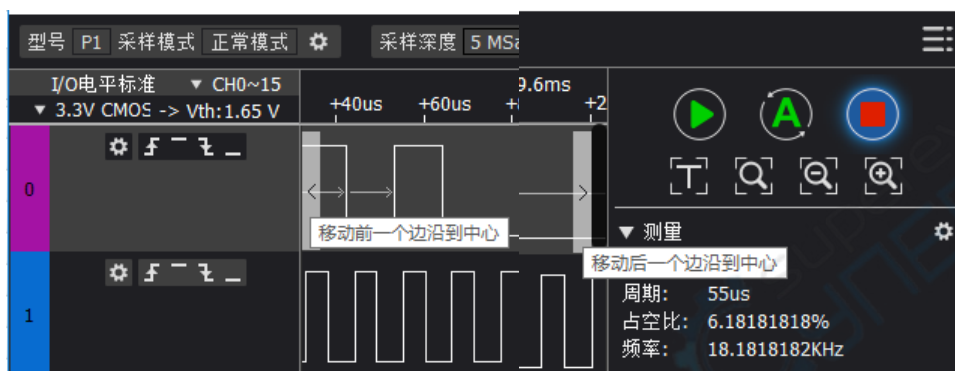 型号 P1 采样模式 正常模式 采样深度 5 MSa
I/O电平标准 ▼ CH0~15
▼ 3.3V CMOS -> Vth:1.65 V
+40us +60us +8 9.6ms +2
0
移动前一个边沿到中心
1
A
T
▼ 测量
移动后一个边沿到中心
周期: 55us
占空比: 6.18181818%
频率: 18.1818182KHz